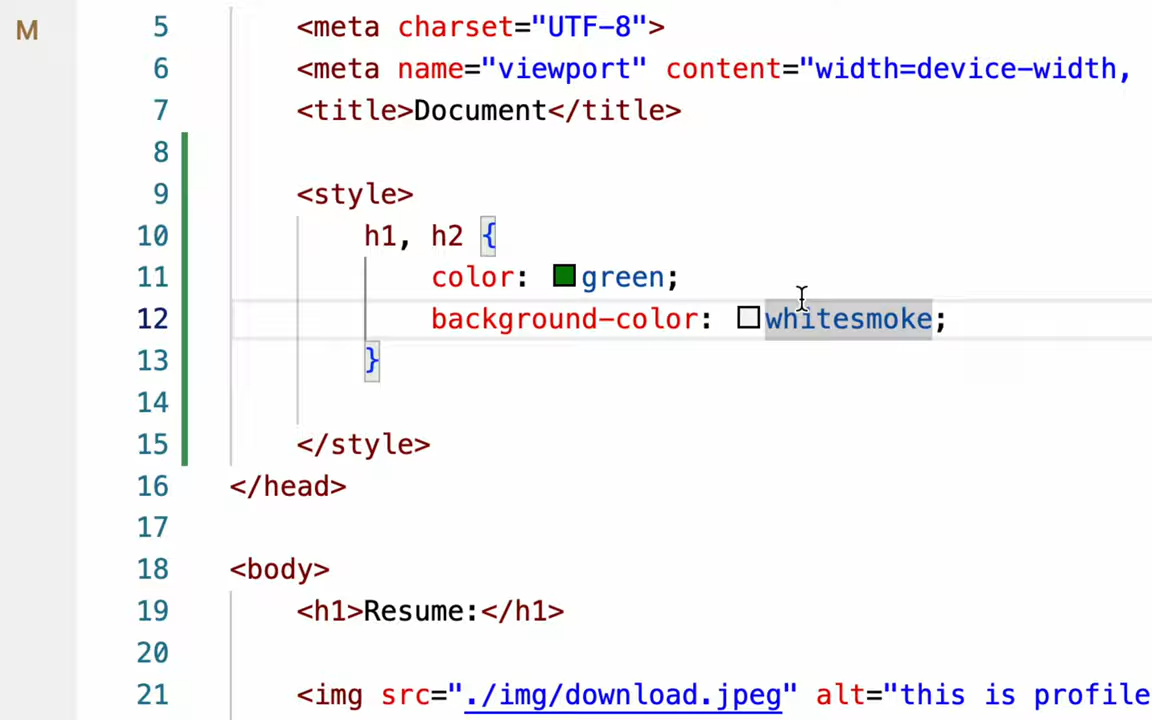 M
5 <meta charset="UTF-8">
6 <meta name="viewport" content="width=device-width,
7 <title>Document</title>
8
9 <style>
10 h1, h2 {
11 color: green;
12 background-color: whitesmoke;
13 }
14
15 </style>
16 </head>
17
18 <body>
19 <h1>Resume:</h1>
20
21 <img src="./img/download.jpeg" alt="this is profile